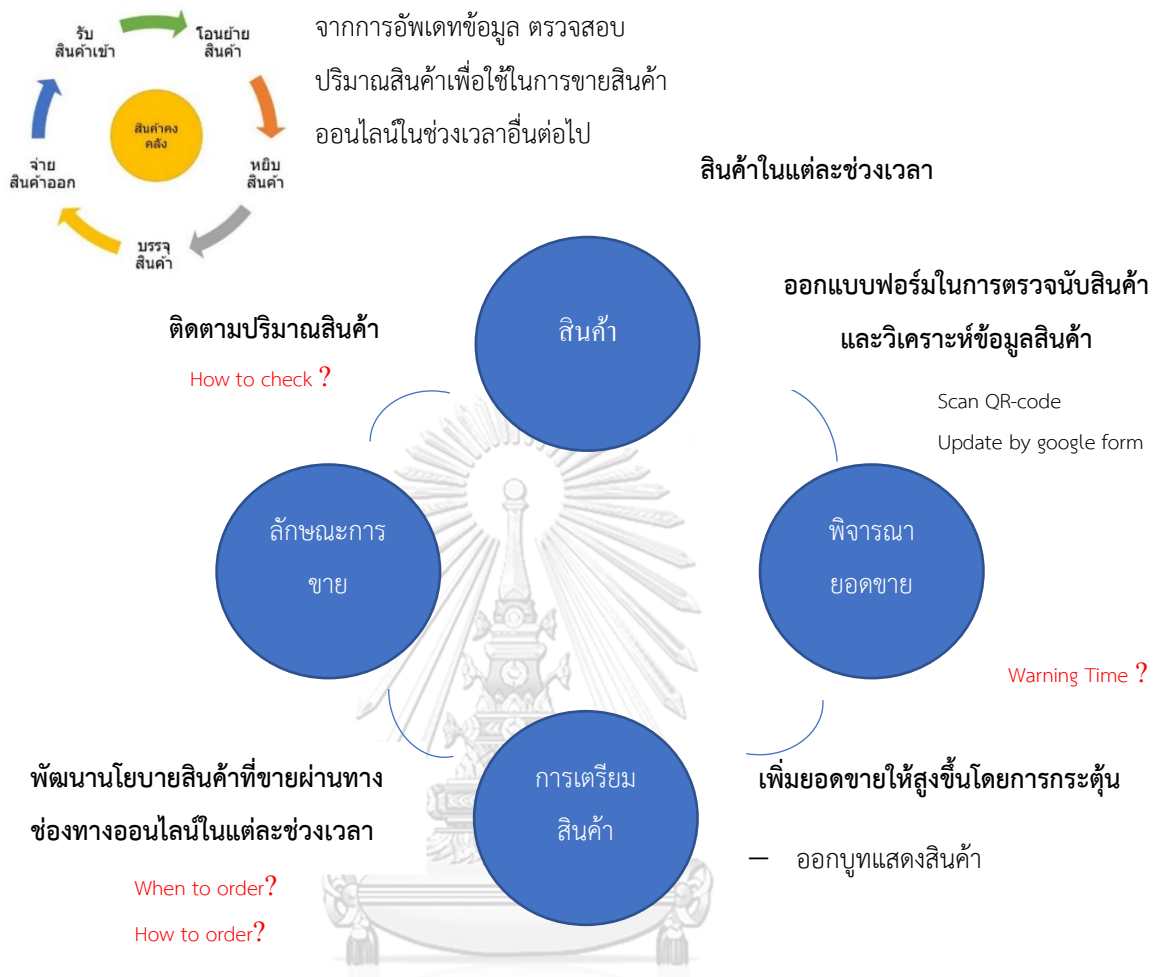 รับ
สินค้าเข้า
โอนย้าย
สินค้า
สินค้าคง
คลัง
จ่าย
สินค้าออก
หยิบ
สินค้า
บรรจุ
สินค้า
จากการอัพเดทข้อมูล ตรวจสอบ
ปริมาณสินค้าเพื่อใช้ในการขายสินค้า
ออนไลน์ในช่วงเวลาอื่นต่อไป
สินค้าในแต่ละช่วงเวลา
สินค้า
ออกแบบฟอร์มในการตรวจนับสินค้า
และวิเคราะห์ข้อมูลสินค้า
ติดตามปริมาณสินค้า
How to check ?
Scan QR-code
Update by google form
ลักษณะการ
ขาย
พิจารณา
ยอดขาย
Warning Time ?
พัฒนานโยบายสินค้าที่ขายผ่านทาง
ช่องทางออนไลน์ในแต่ละช่วงเวลา
When to order?
How to order?
การเตรียม
สินค้า
เพิ่มยอดขายให้สูงขึ้นโดยการกระตุ้น
– ออกบูทแสดงสินค้า